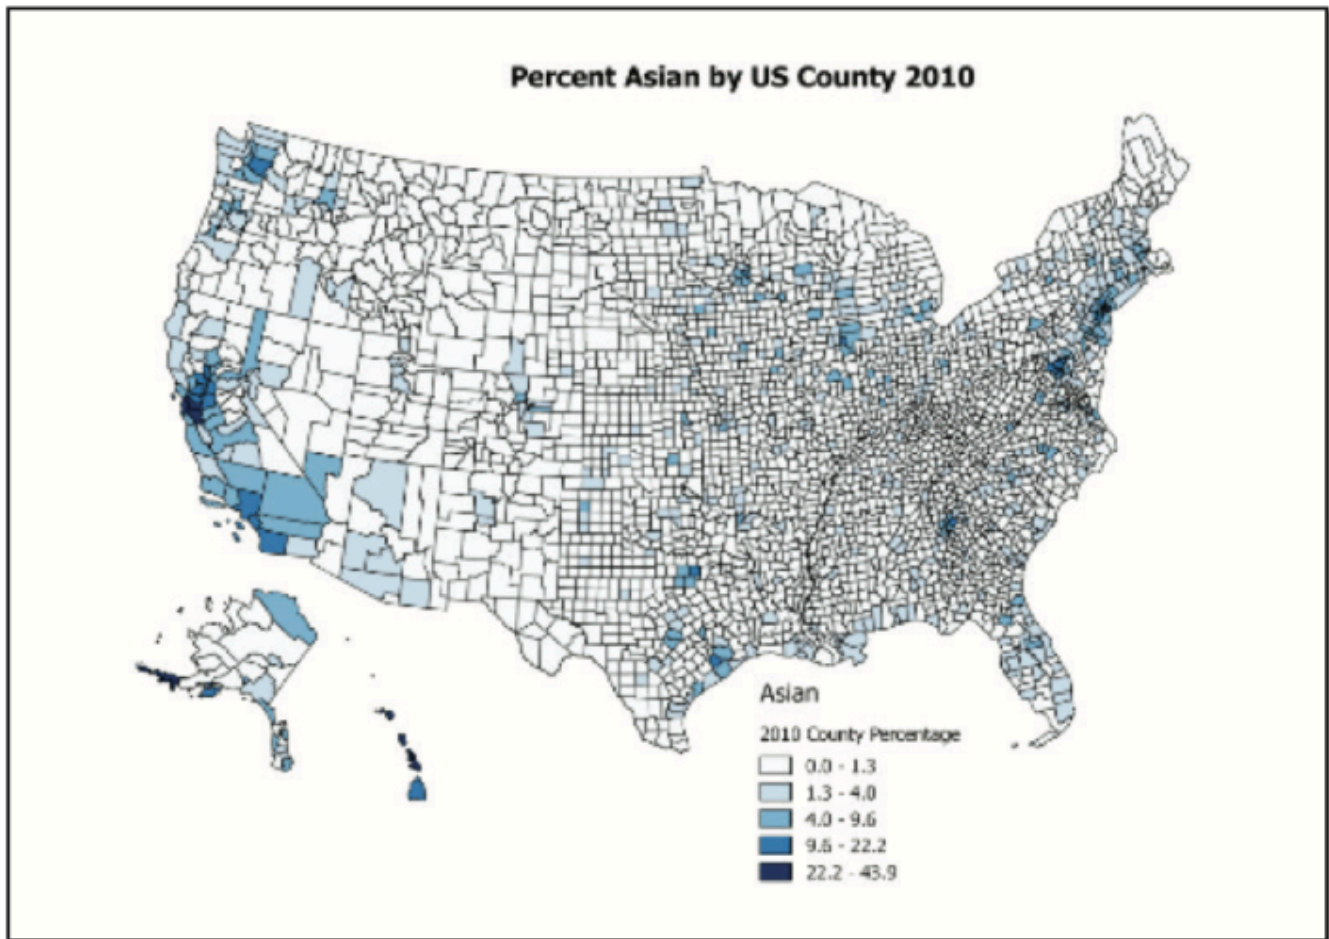 Percent Asian by US County 2010
Asian
2010 County Percentage
0.0 - 1.3
1.3 - 4.0
4.0 - 9.6
9.6 - 22.2
22.2 - 43.9